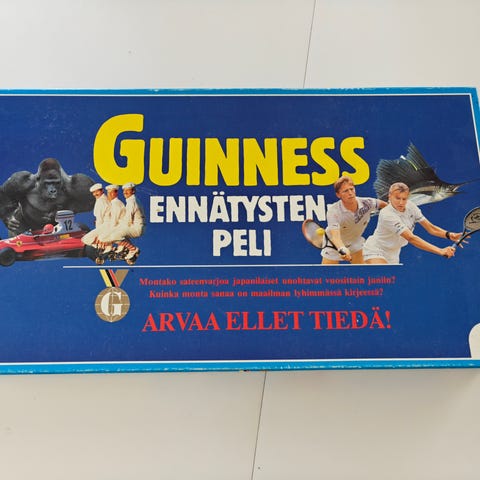 GUINNESS
ENNÄTYSTEN
PELI
Montako sateenvarjoa japanilaiset unohtavat vuosittain juniin?
Kuinka monta sanaa on maailman lyhimmässä kirjeessä?
ARVAA ELLET TIEDÄ!
G
12